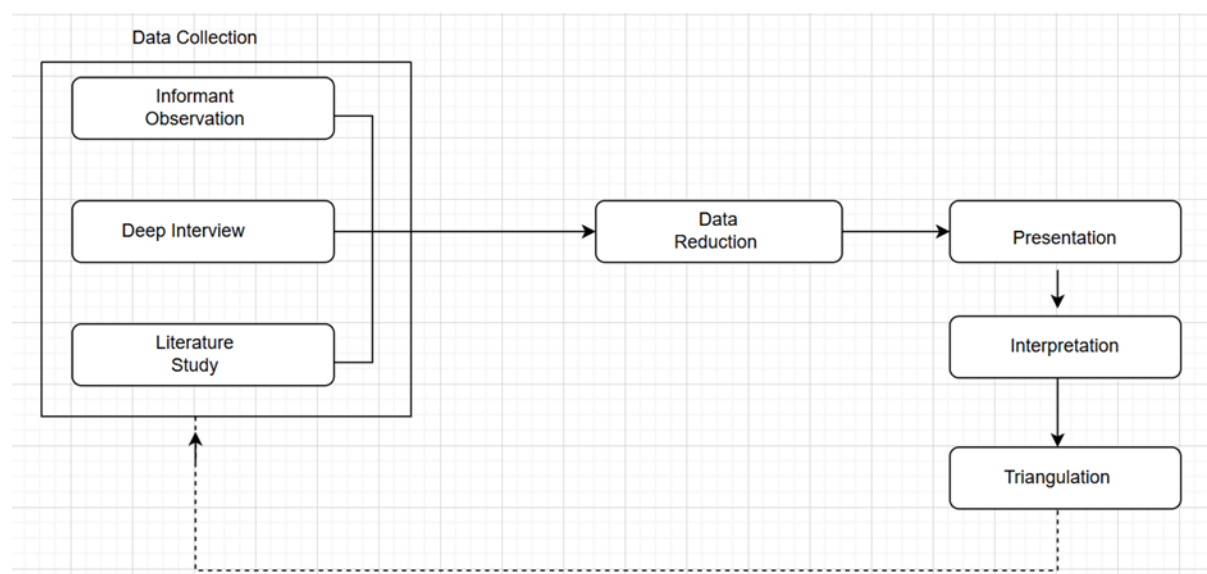 Data Collection
Informant
Observation
Deep Interview
Literature
Study
Data
Reduction
Presentation
Interpretation
Triangulation